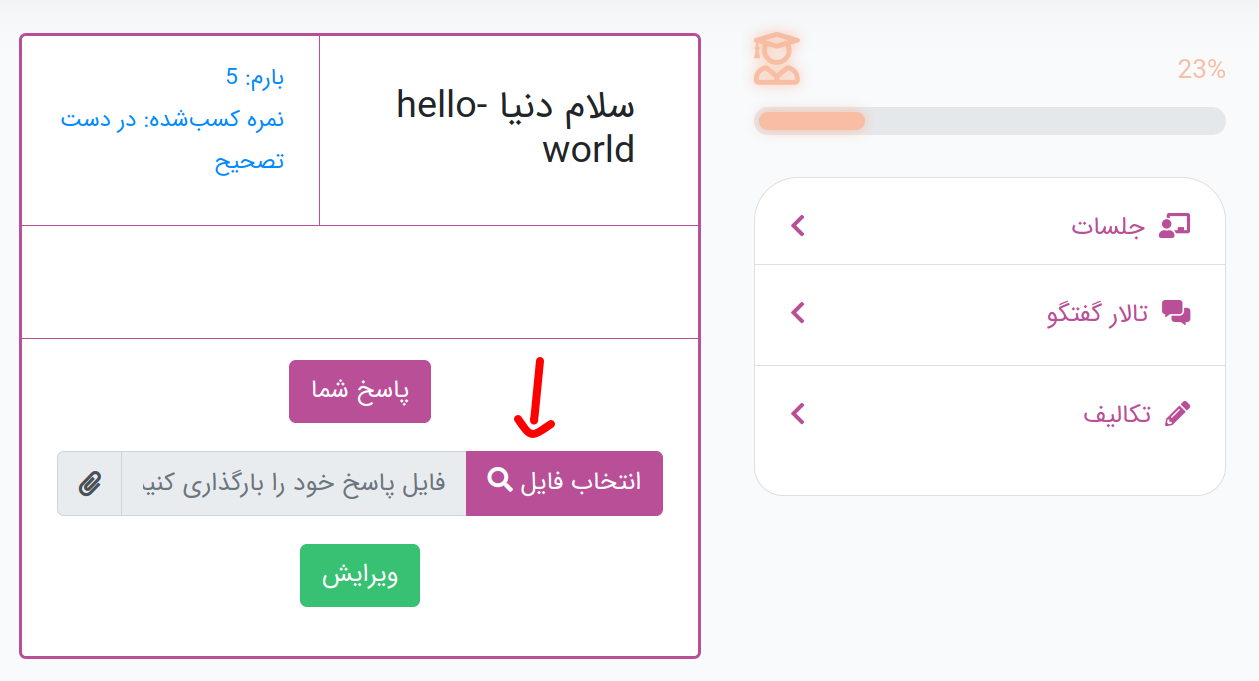 23%
جلسات
تالار گفتگو
تکالیف
سلام دنیا -hello
world
بارم: 5
نمره کسب‌شده: در دست
تصحیح
پاسخ شما
انتخاب فایل
فایل پاسخ خود را بارگذاری کنید
ویرایش